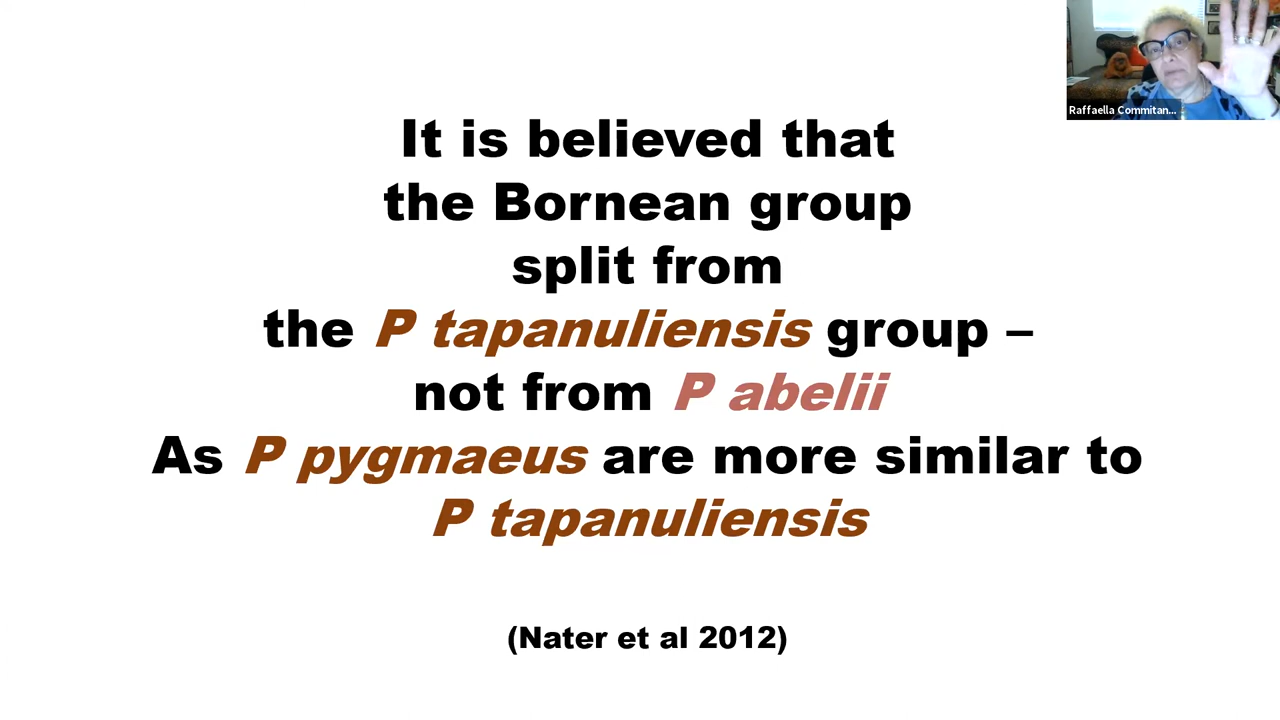 Raffaella Commitan...
It is believed that
the Bornean group
split from
the P tapanuliensis group –
not from P abelii
As P pygmaeus are more similar to
P tapanuliensis
(Nater et al 2012)